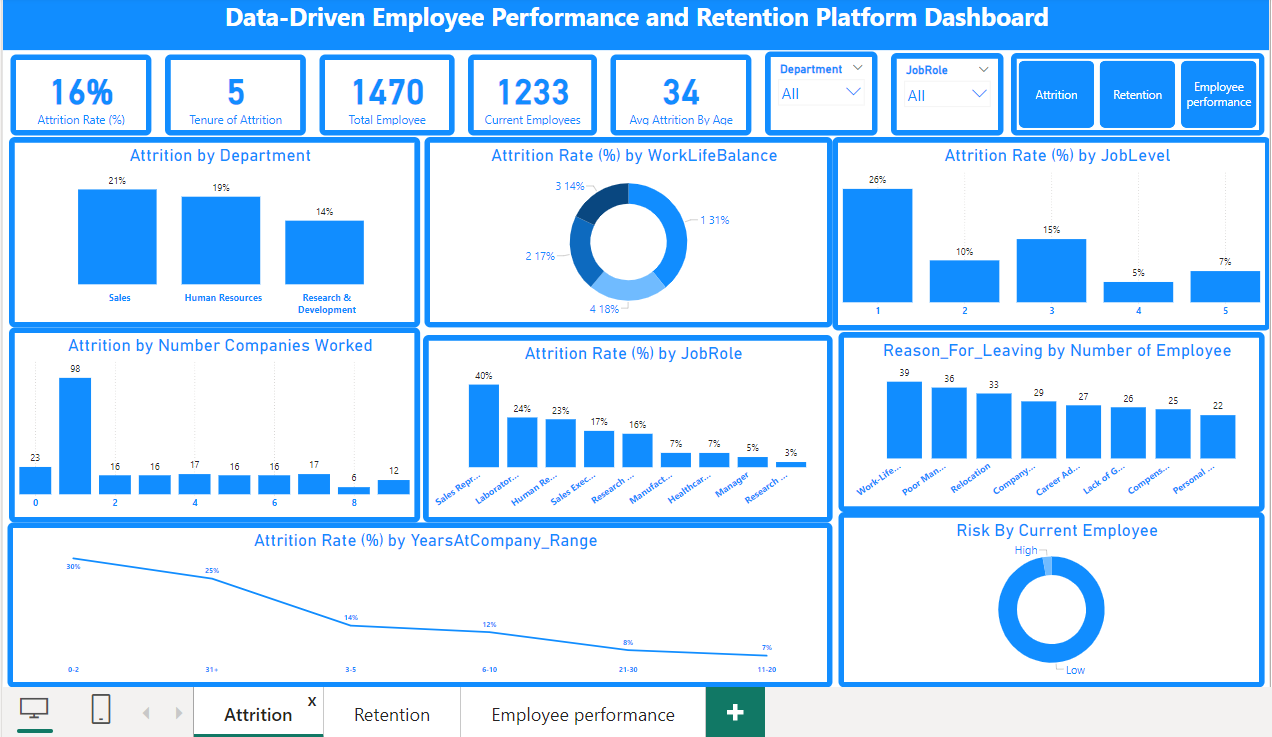 Data-Driven Employee Performance and Retention Platform Dashboard
16%
Attrition Rate (%)
5
Tenure of Attrition
1470
Total Employee
1233
Current Employees
34
Avg Attrition By Age
Department
All
JobRole
All
Attrition
Retention
Employee
performance
Attrition by Department
21%
19%
14%
Sales
Human Resources
Research &
Development
Attrition Rate (%) by WorkLifeBalance
3 14%
1 31%
2 17%
4 18%
Attrition Rate (%) by JobLevel
26%
10%
15%
5%
7%
1
2
3
4
5
Attrition by Number Companies Worked
23
98
16
16
17
16
16
17
6
12
0
2
4
6
8
Attrition Rate (%) by JobRole
40%
24%
23%
17%
16%
7%
7%
5%
3%
Sales Repr...
Laborator...
Human Re...
Sales Exec...
Research ...
Manufact...
Healthcar...
Manager
Research ...
Reason_For_Leaving by Number of Employee
39
36
33
29
27
26
25
22
Work-Life...
Poor Man...
Relocation
Company...
Career Ad...
Lack of G...
Compens...
Personal ...
Attrition Rate (%) by YearsAtCompany_Range
30%
25%
14%
12%
8%
7%
0-2
31+
3-5
6-10
21-30
11-20
Risk By Current Employee
High
Low
Attrition
x
Retention
Employee performance